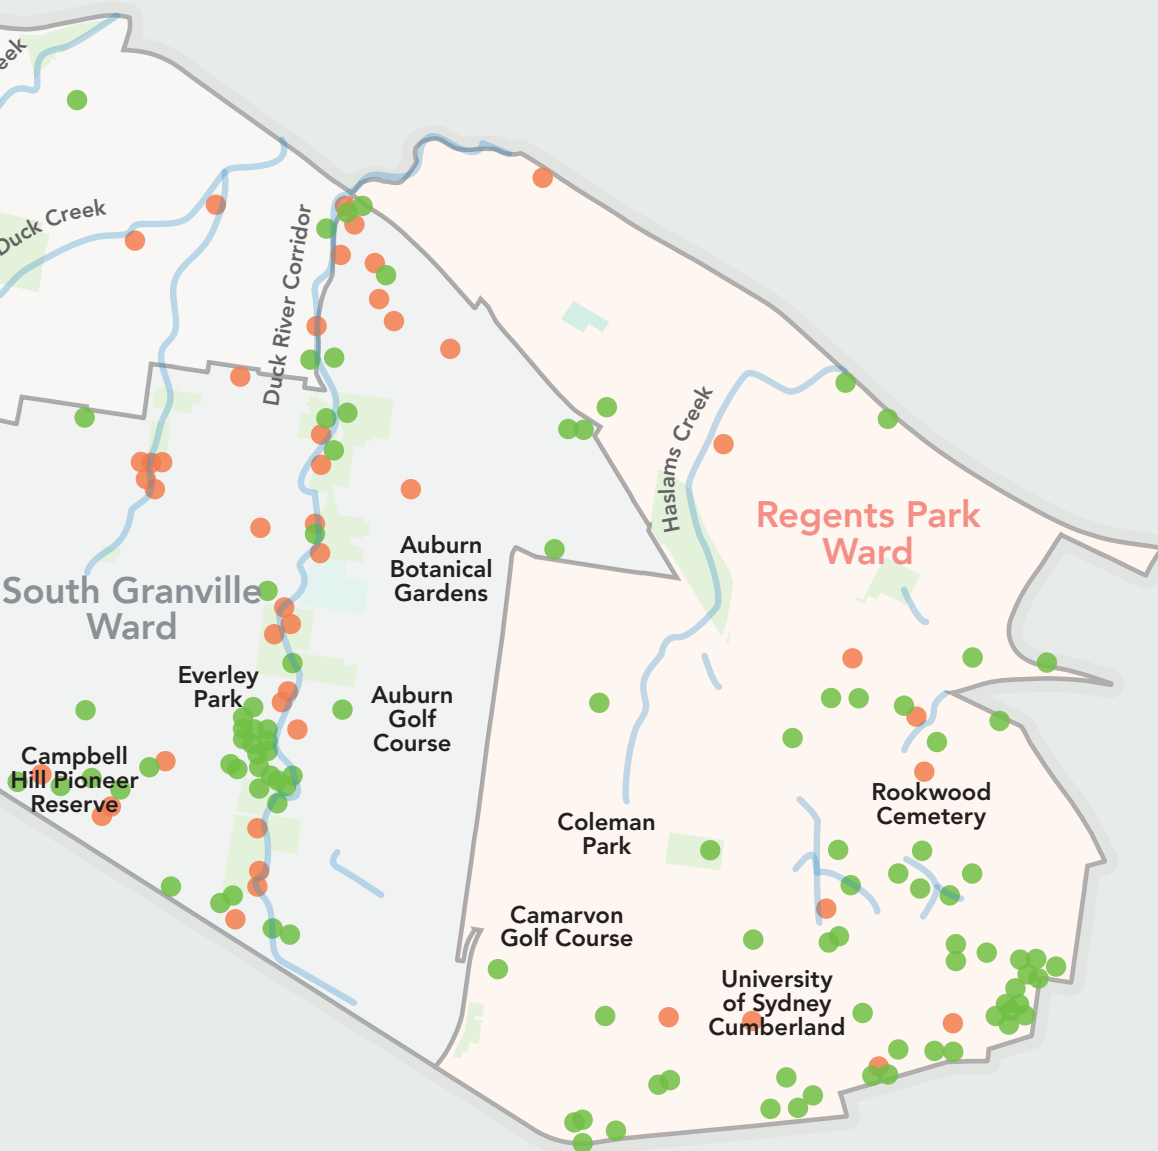 eek
Duck Creek
Duck River Corridor
Haslams Creek
Regents Park
Ward
Auburn
Botanical
Gardens
South Granville
Ward
Everley
Park
Auburn
Golf
Course
Campbell
Hill Pioneer
Reserve
Rookwood
Cemetery
Coleman
Park
Camarvon
Golf Course
University
of Sydney
Cumberland